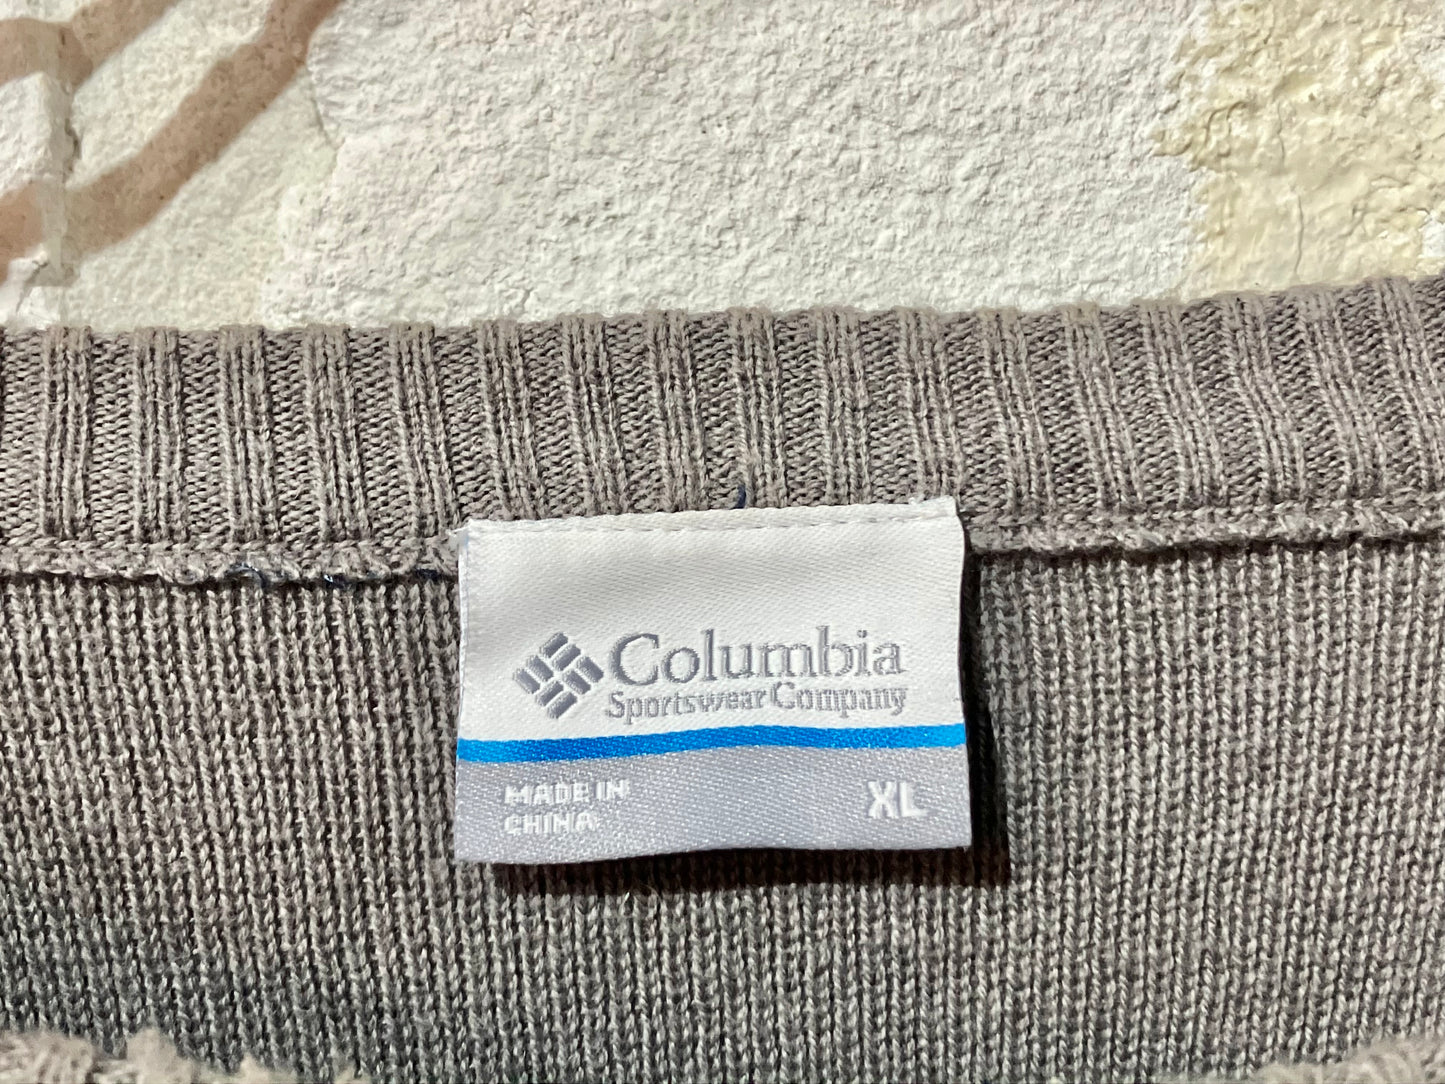 Columbia
Sportswear Company
MADE IN
CHINA
XL